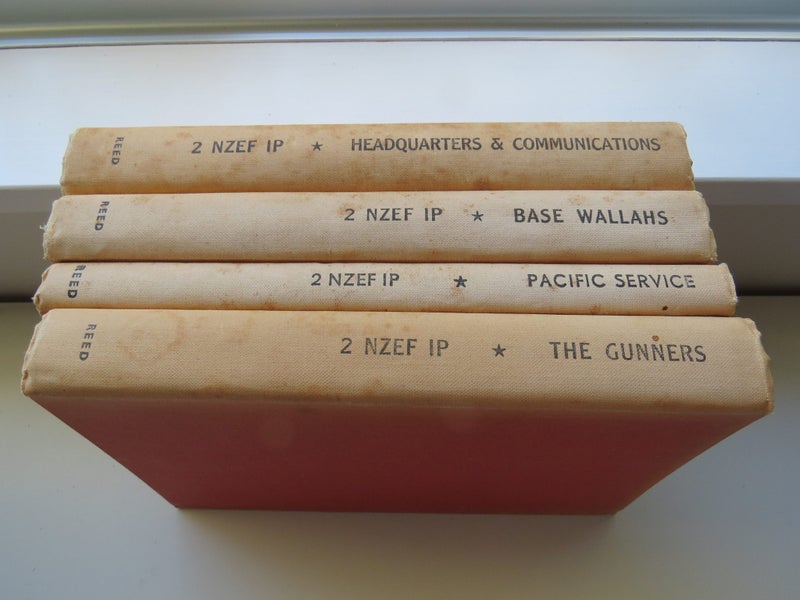 REED 2 NZEF IP ★ HEADQUARTERS & COMMUNICATIONS
REED 2 NZEF IP ★ BASE WALLAHS
REED 2 NZEF IP ★ PACIFIC SERVICE
REED 2 NZEF IP ★ THE GUNNERS